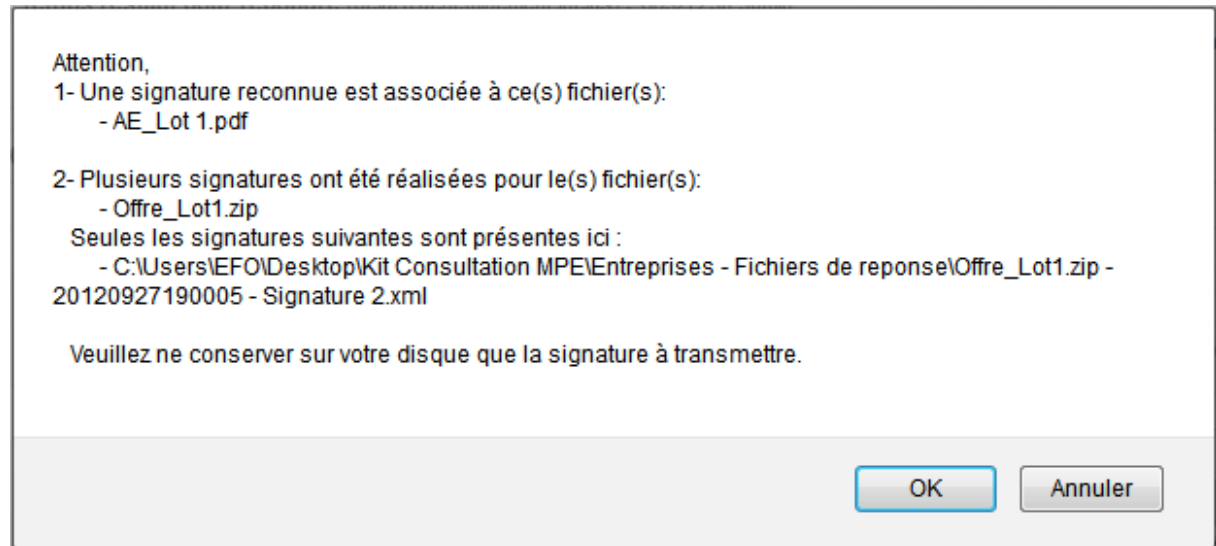 Attention,
1- Une signature reconnue est associée à ce(s) fichier(s):
- AE_Lot 1.pdf
2- Plusieurs signatures ont été réalisées pour le(s) fichier(s):
- Offre_Lot1.zip
Seules les signatures suivantes sont présentes ici :
- C:\Users\EFO\Desktop\Kit Consultation MPE\Entreprises - Fichiers de reponse\Offre_Lot1.zip -
20120927190005 - Signature 2.xml
Veuillez ne conserver sur votre disque que la signature à transmettre.
OK
Annuler